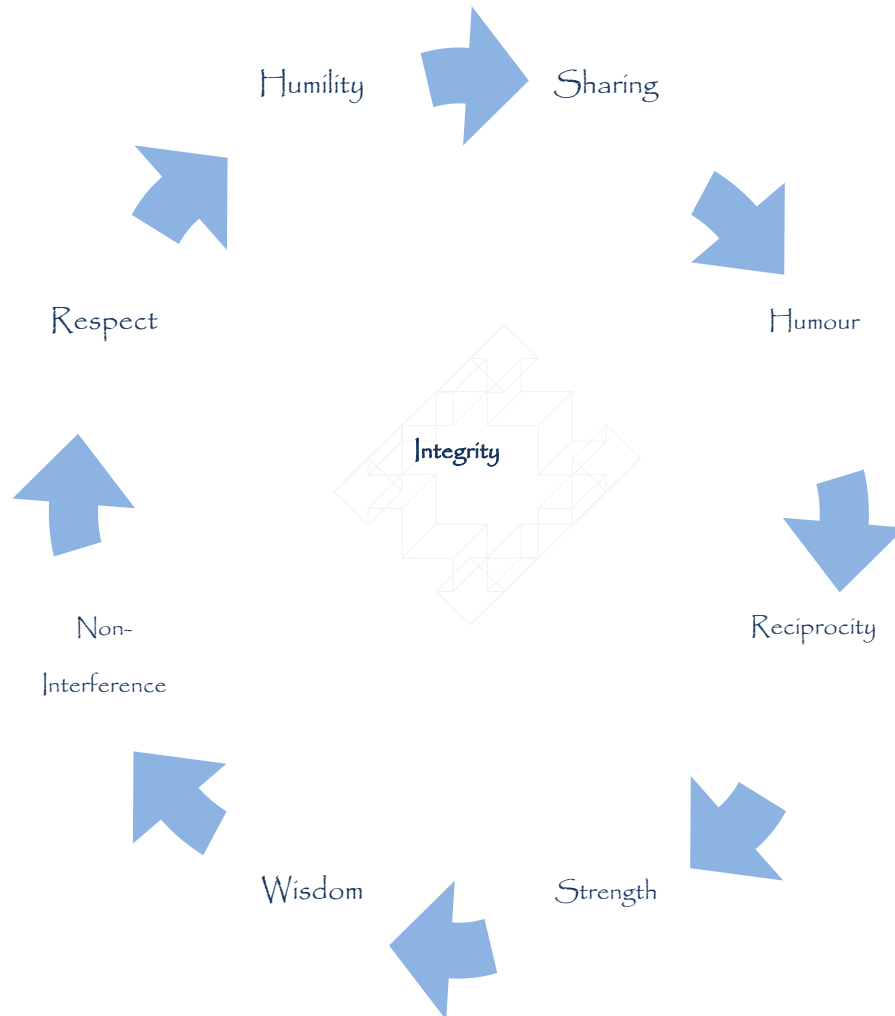 Humility
Sharing
Humour
Reciprocity
Strength
Wisdom
Non-
Interference
Respect
Integrity